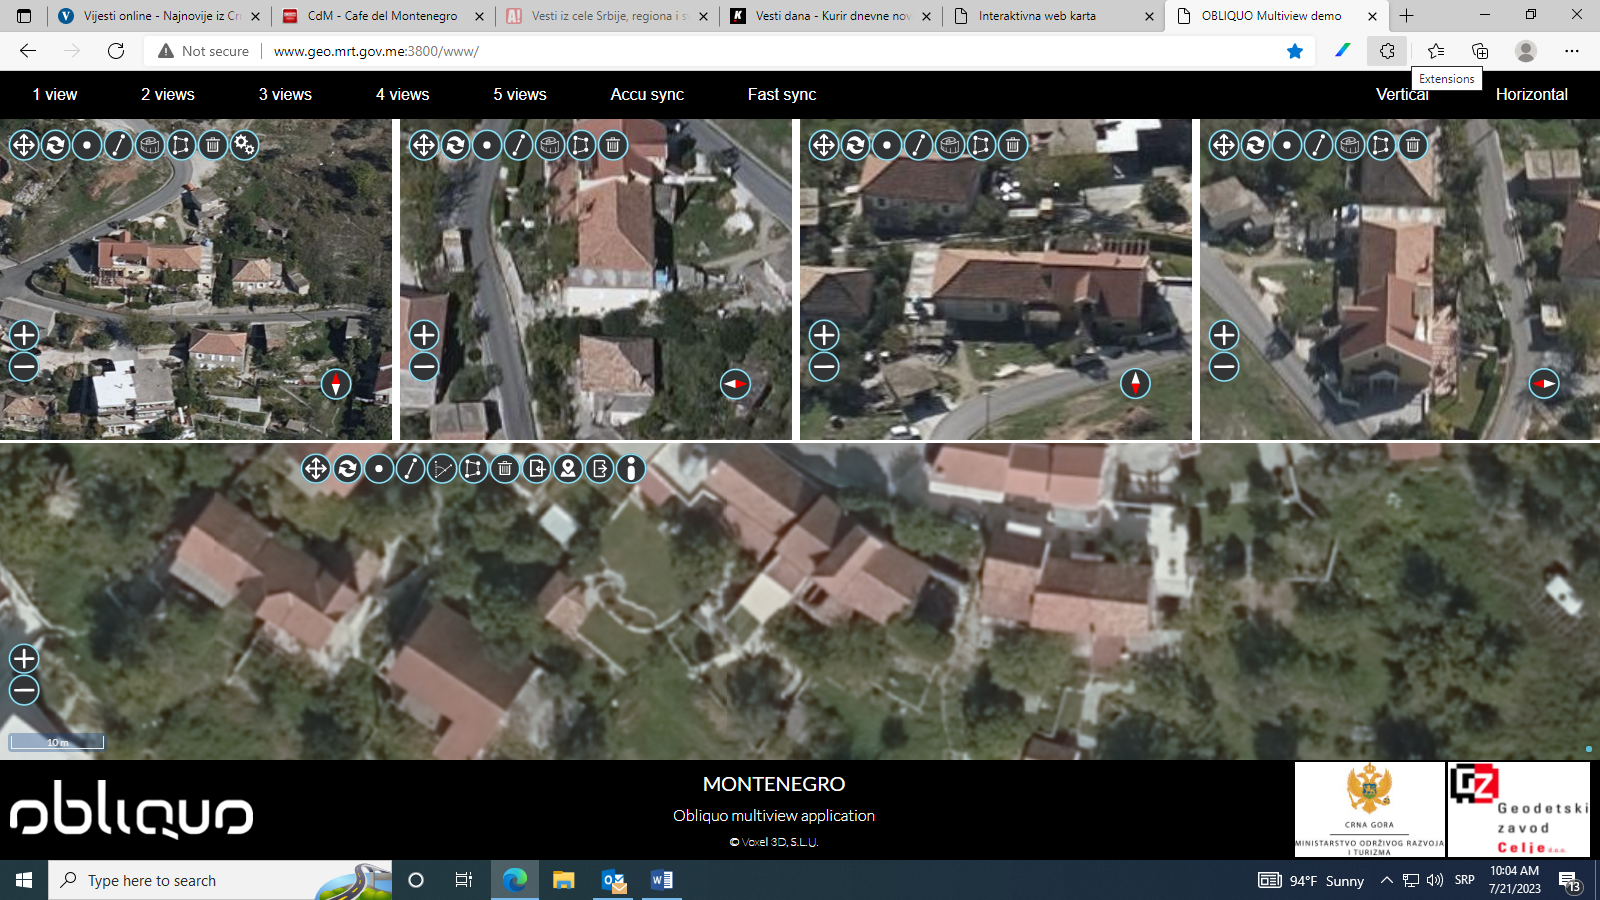 Vijesti online - Najnovije iz Cr
CdM - Cafe del Montenegro
Vesti iz cele Srbije, regiona i sv
Vesti dana - Kurir dnevne nov
Interaktivna web karta
OBLIQUO Multiview demo
Not secure
www.geo.mrt.gov.me:3800/www/
Extensions
1 view
2 views
3 views
4 views
5 views
Accu sync
Fast sync
Vertical
Horizontal
10 m
obliquo
MONTENEGRO
Obliquo multiview application
© Voxel 3D, S.L.U.
CRNA GORA
MINISTARSTVO ODRŽIVOG RAZVOJA
I TURIZMA
GZ
Geodetski
zavod
Celje d.o.o.
Type here to search
94°F Sunny
SRP
10:04 AM
7/21/2023
13